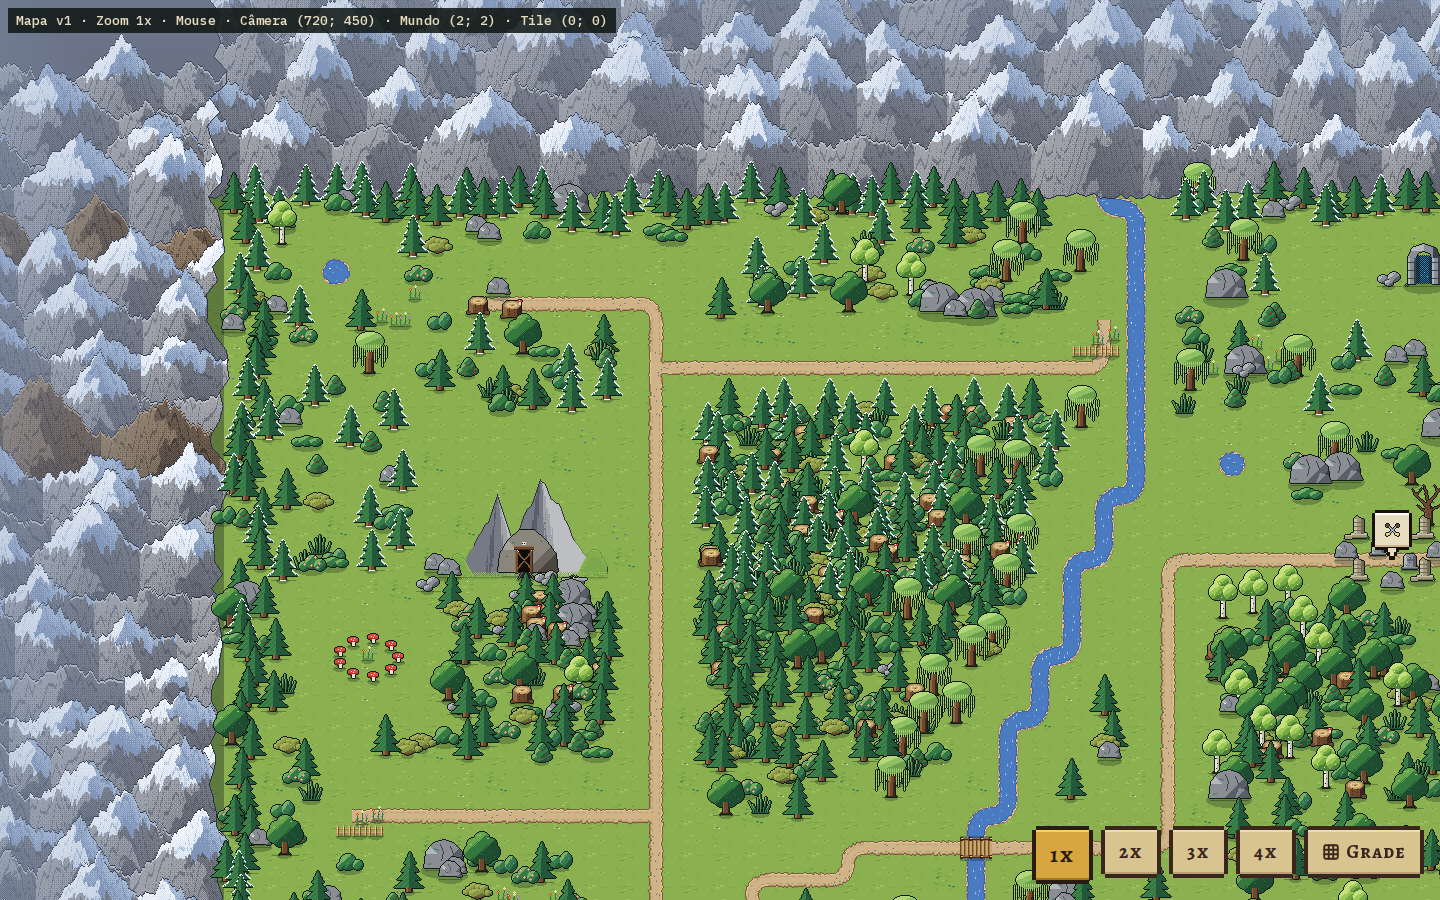 Mapa v1 · Zoom 1x · Mouse · Câmera (720; 450) · Mundo (2; 2) · Tile (0; 0)
1X 2X 3X 4X Grade